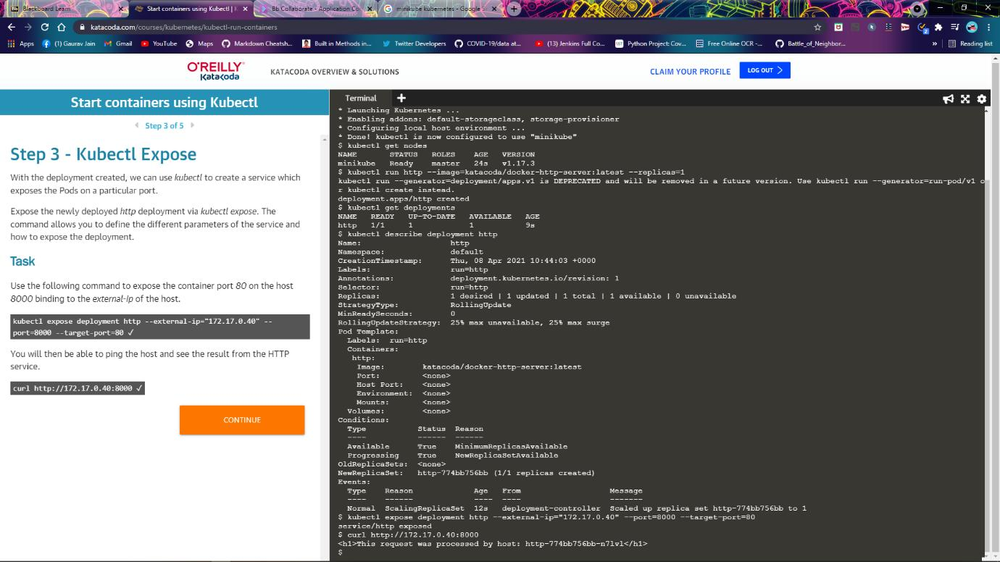 Blackboard Learn
Start containers using Kubectl | K
Bb Collaborate - Application Co
minikube kubernetes - Google S
katacoda.com/courses/kubernetes/kubectl-run-containers
Apps
(1) Gaurav Jain
Gmail
YouTube
Maps
Markdown Cheatsh...
Built in Methods in...
Twitter Developers
COVID-19/data at...
(13) Jenkins Full Co...
Python Project: Cov...
Free Online OCR -...
Battle_of_Neighbor...
»
Reading list
O'REILLY®
Katacoda
KATACODA OVERVIEW & SOLUTIONS
CLAIM YOUR PROFILE
LOG OUT
Start containers using Kubectl
Step 3 of 5
Step 3 - Kubectl Expose
With the deployment created, we can use kubectl to create a service which
exposes the Pods on a particular port.
Expose the newly deployed http deployment via kubectl expose. The
command allows you to define the different parameters of the service and
how to expose the deployment.
Task
Use the following command to expose the container port 80 on the host
8000 binding to the external-ip of the host.
kubectl expose deployment http --external-ip="172.17.0.40" --
port=8000 --target-port=80 ✓
You will then be able to ping the host and see the result from the HTTP
service.
curl http://172.17.0.40:8000 ✓
CONTINUE
Terminal
* Launching Kubernetes ...
* Enabling addons: default-storageclass, storage-provisioner
* Configuring local host environment ...
* Done! kubectl is now configured to use "minikube"
$ kubectl get nodes
NAME STATUS ROLES AGE VERSION
minikube Ready master 24s v1.17.3
$ kubectl run http --image=katacoda/docker-http-server:latest --replicas=1
kubectl run --generator=deployment/apps.v1 is DEPRECATED and will be removed in a future version. Use kubectl run --generator=run-pod/v1 o
r kubectl create instead.
deployment.apps/http created
$ kubectl get deployments
NAME READY UP-TO-DATE AVAILABLE AGE
http 1/1 1 1 9s
$ kubectl describe deployment http
Name: http
Namespace: default
CreationTimestamp: Thu, 08 Apr 2021 10:44:03 +0000
Labels: run=http
Annotations: deployment.kubernetes.io/revision: 1
Selector: run=http
Replicas: 1 desired | 1 updated | 1 total | 1 available | 0 unavailable
StrategyType: RollingUpdate
MinReadySeconds: 0
RollingUpdateStrategy: 25% max unavailable, 25% max surge
Pod Template:
Labels: run=http
Containers:
http:
Image: katacoda/docker-http-server:latest
Port: <none>
Host Port: <none>
Environment: <none>
Mounts: <none>
Volumes: <none>
Conditions:
Type Status Reason
---- ------ ------
Available True MinimumReplicasAvailable
Progressing True NewReplicaSetAvailable
OldReplicaSets: <none>
NewReplicaSet: http-774bb756bb (1/1 replicas created)
Events:
Type Reason Age From Message
---- ------ ---- ---- -------
Normal ScalingReplicaSet 12s deployment-controller Scaled up replica set http-774bb756bb to 1
$ kubectl expose deployment http --external-ip="172.17.0.40" --port=8000 --target-port=80
service/http exposed
$ curl http://172.17.0.40:8000
<h1>This request was processed by host: http-774bb756bb-n7lvl</h1>
$